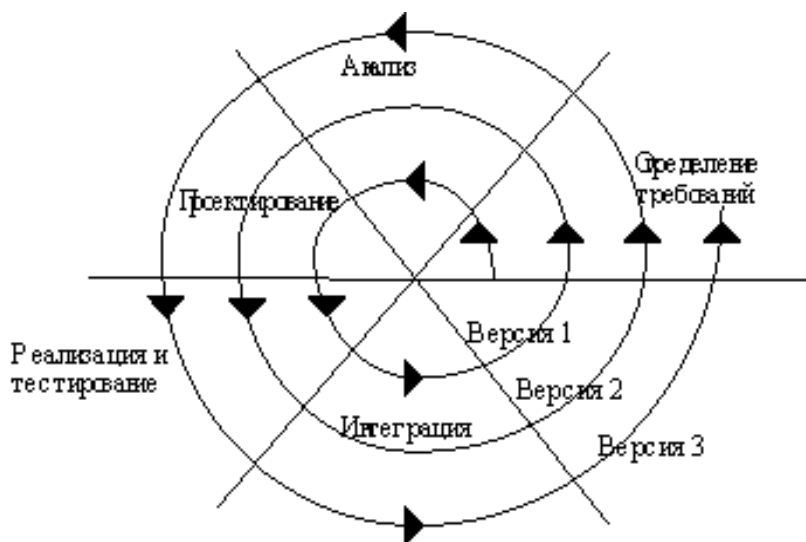 Анализ
Определение
требований
Проектирование
Версия 1
Реализация и
тестирование
Версия 2
Интеграция
Версия 3